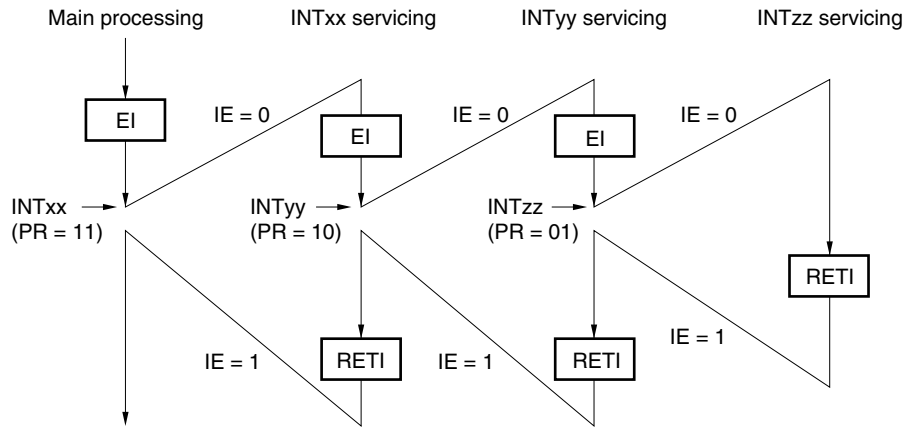 Main processing
INTxx servicing
INTyy servicing
INTzz servicing
EI
IE = 0
EI
IE = 0
EI
IE = 0
INTxx
(PR = 11)
INTyy
(PR = 10)
INTzz
(PR = 01)
RETI
IE = 1
RETI
IE = 1
RETI
IE = 1